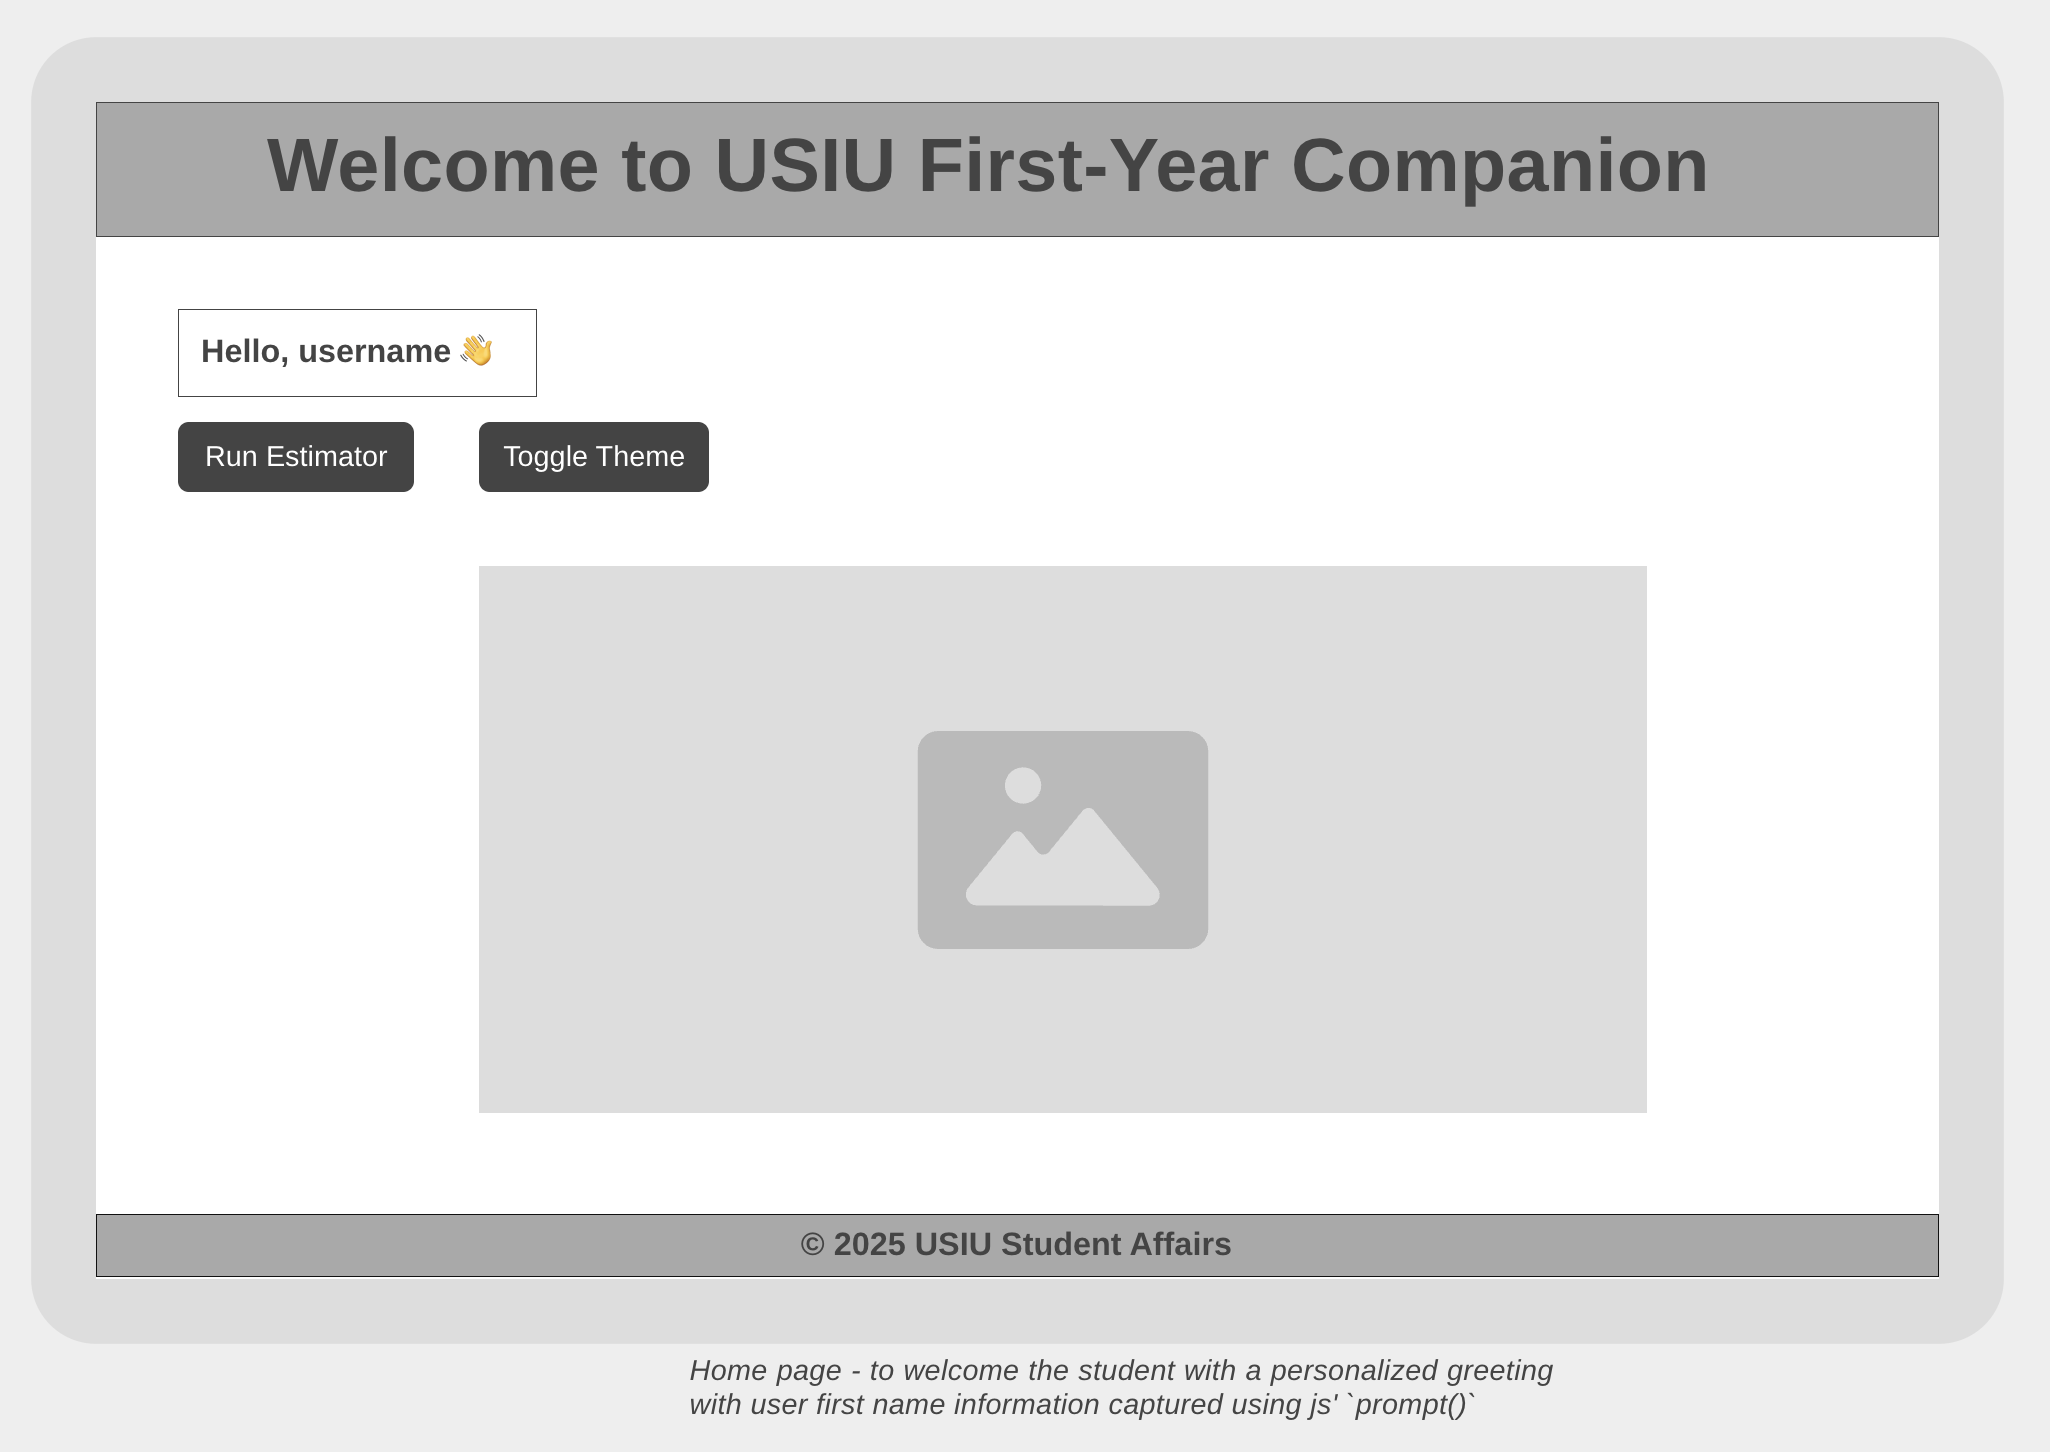 Welcome to USIU First-Year Companion
Hello, username 👋
Run Estimator
Toggle Theme
© 2025 USIU Student Affairs
Home page - to welcome the student with a personalized greeting
with user first name information captured using js' `prompt()`